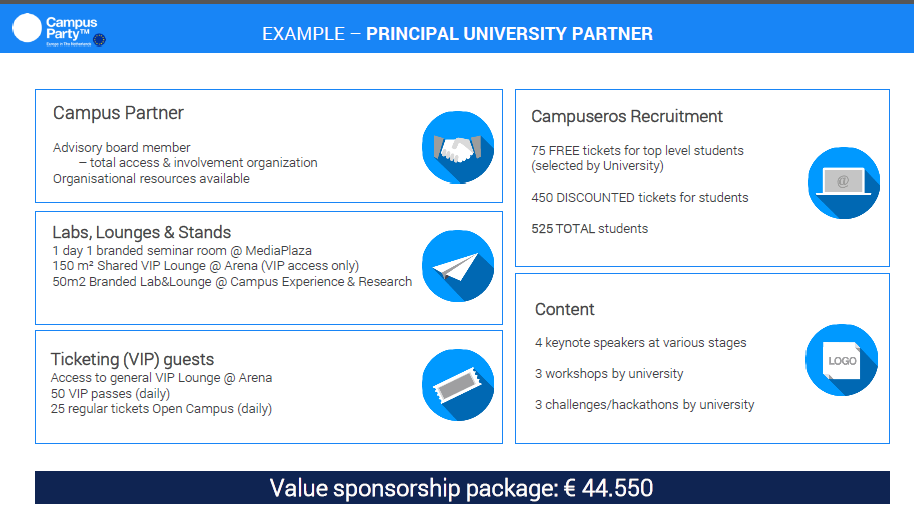 Campus
Party™
Europe in The Netherlands
EXAMPLE – PRINCIPAL UNIVERSITY PARTNER
Campus Partner
Advisory board member
– total access & involvement organization
Organisational resources available
Labs, Lounges & Stands
1 day 1 branded seminar room @ MediaPlaza
150 m² Shared VIP Lounge @ Arena (VIP access only)
50m2 Branded Lab&Lounge @ Campus Experience & Research
Ticketing (VIP) guests
Access to general VIP Lounge @ Arena
50 VIP passes (daily)
25 regular tickets Open Campus (daily)
Campuseros Recruitment
75 FREE tickets for top level students
(selected by University)
450 DISCOUNTED tickets for students
525 TOTAL students
@
Content
4 keynote speakers at various stages
3 workshops by university
3 challenges/hackathons by university
LOGO
Value sponsorship package: € 44.550